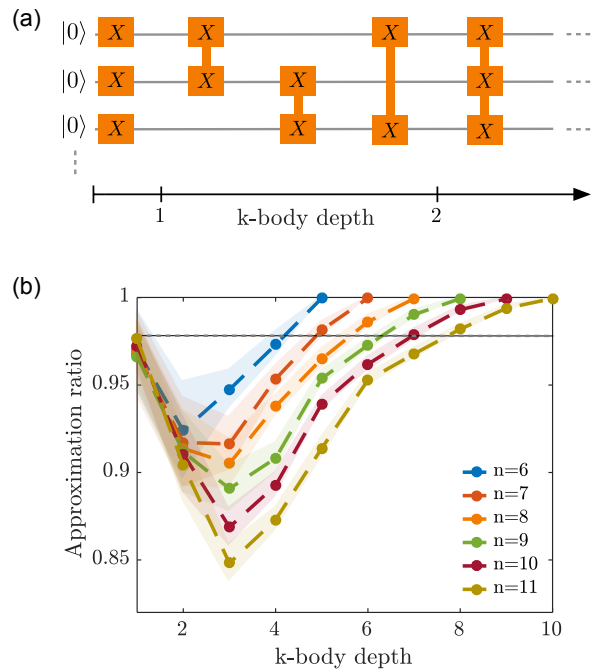 (a)
|0⟩ X X X X
|0⟩ X X X X
|0⟩ X X X X
1 k-body depth 2
(b)
1
0.95
0.9
0.85
Approximation ratio
n=6
n=7
n=8
n=9
n=10
n=11
2 4 6 8 10
k-body depth